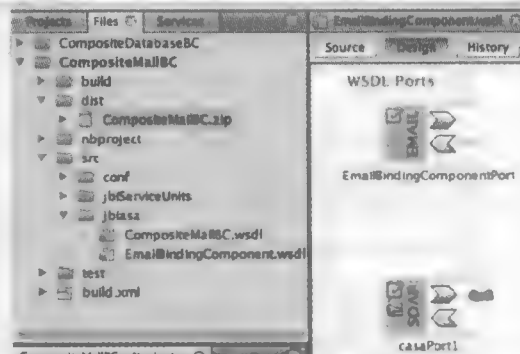 Projects Files Services
CompositeDatabaseBC
CompositeMailBC
build
dist
CompositeMailBC.zip
nbproject
src
conf
jbiServiceUnits
jbiasa
CompositeMailBC.wsdl
EmailBindingComponent.wsdl
test
build.xml
EmailBindingComponent.wsdl
Source Design History
WSDL Ports
EMAIL
EmailBindingComponentPort
SOAP
casaPort1